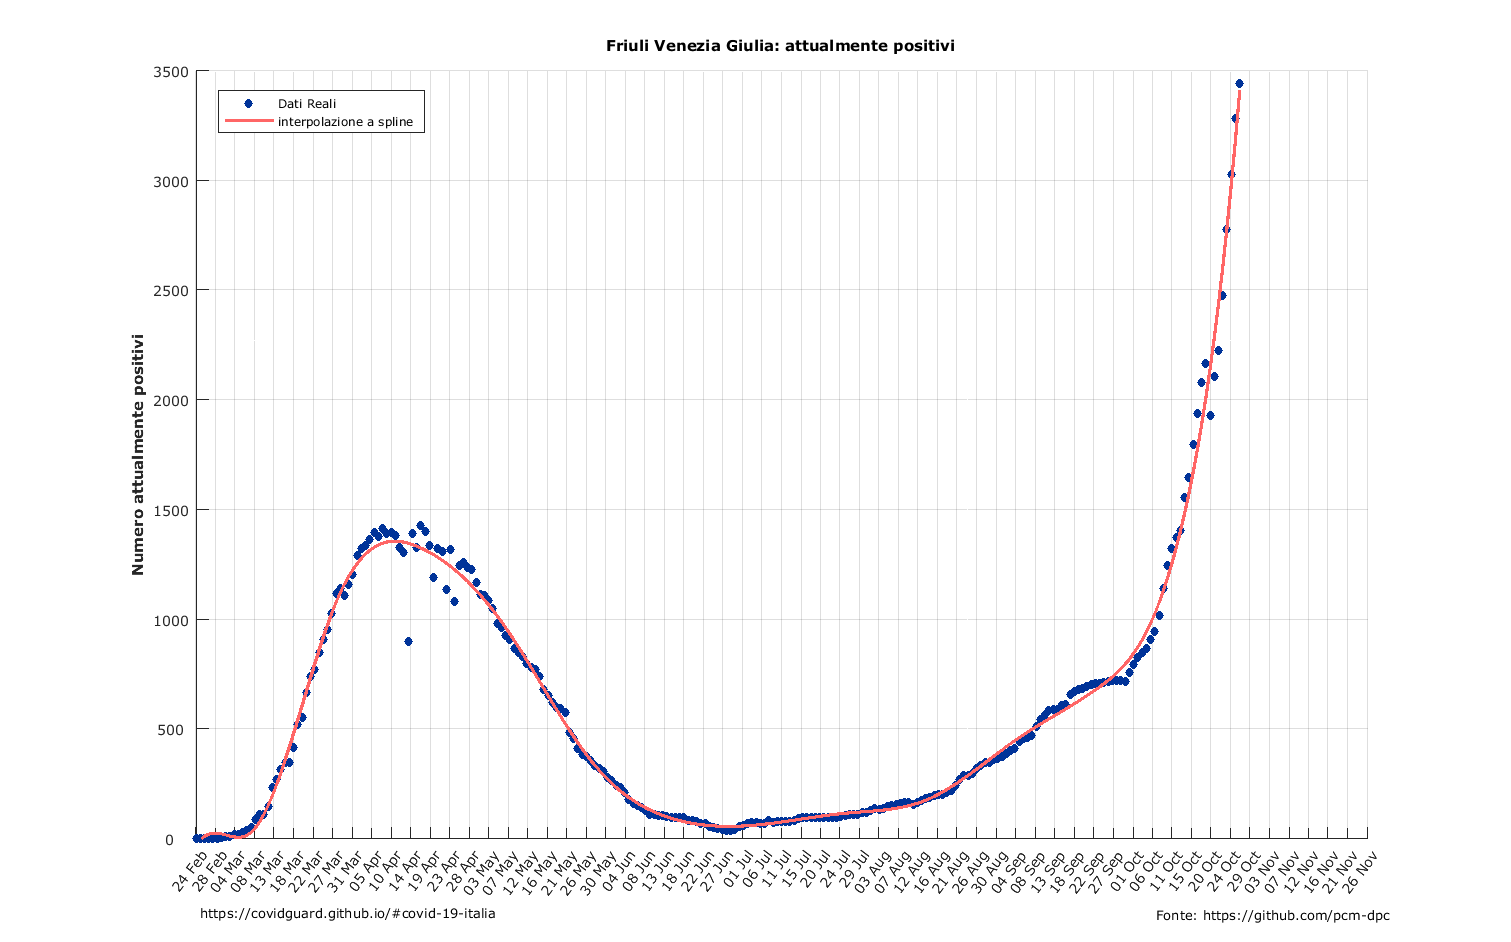 Friuli Venezia Giulia: attualmente positivi
3500
3000
2500
2000
1500
1000
500
0
Numero attualmente positivi
Dati Reali
interpolazione a spline
24 Feb
28 Feb
04 Mar
08 Mar
13 Mar
18 Mar
22 Mar
27 Mar
31 Mar
05 Apr
10 Apr
14 Apr
19 Apr
23 Apr
28 Apr
03 May
07 May
12 May
16 May
21 May
26 May
30 May
04 Jun
08 Jun
13 Jun
18 Jun
22 Jun
27 Jun
01 Jul
06 Jul
11 Jul
15 Jul
20 Jul
24 Jul
29 Jul
03 Aug
07 Aug
12 Aug
16 Aug
21 Aug
26 Aug
30 Aug
04 Sep
08 Sep
13 Sep
18 Sep
22 Sep
27 Sep
01 Oct
06 Oct
11 Oct
15 Oct
20 Oct
24 Oct
29 Oct
03 Nov
07 Nov
12 Nov
16 Nov
21 Nov
26 Nov
https://covidguard.github.io/#covid-19-italia
Fonte: https://github.com/pcm-dpc